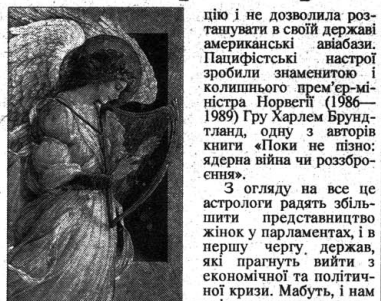 цію і не дозволила роз-
ташувати в своїй державі
американські авіабази.
Пацифістські настрої
зробили знаменитою і
колишнього прем’єр-мі-
ністра Норвегії (1986—
1989) Гру Харлем Брунд-
тланд, одну з авторів
книги «Поки не пізно:
ядерна війна чи роззбро-
єння».
З огляду на все це
астрологи радять збіль-
шити представництво
жінок у парламентах, і в
першу чергу держав,
які прагнуть вийти з
економічної та політич-
ної кризи. Мабуть, і нам